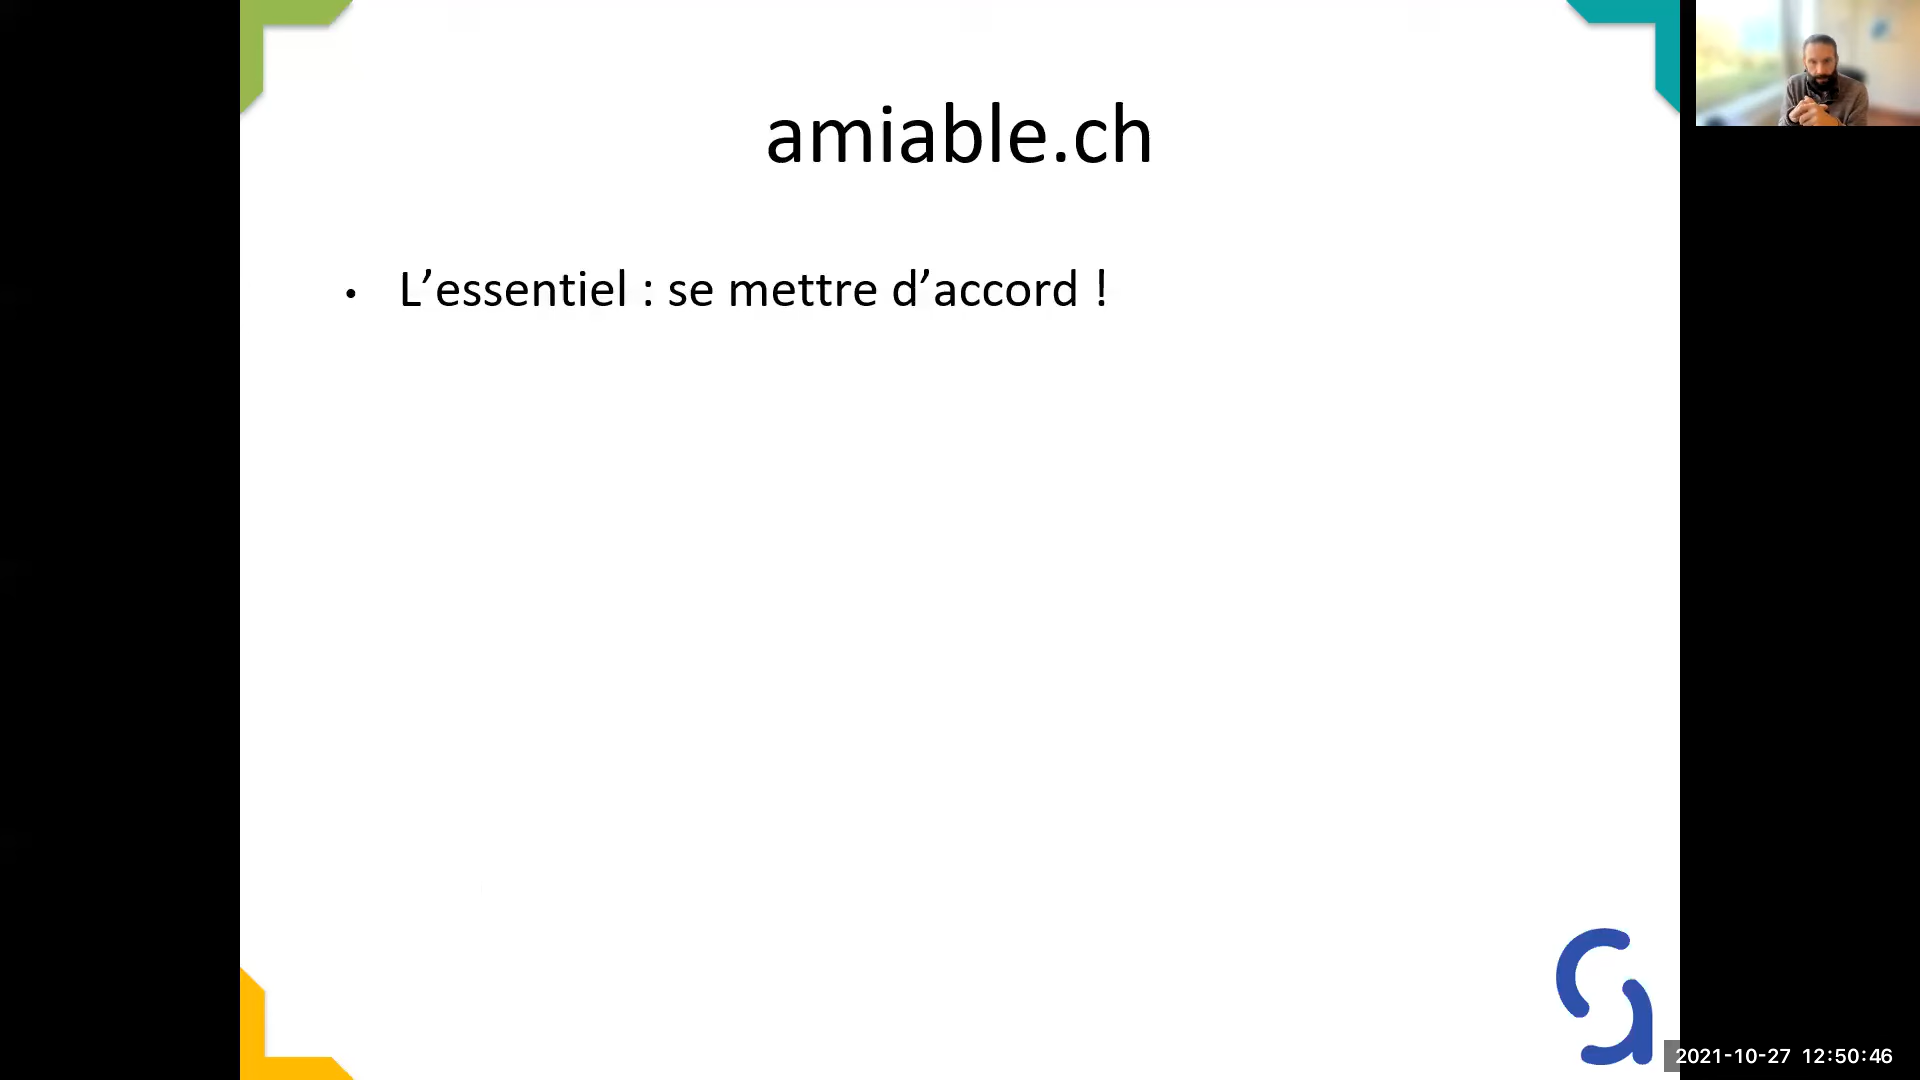 amiable.ch
• L’essentiel : se mettre d’accord !
2021-10-27 12:50:46